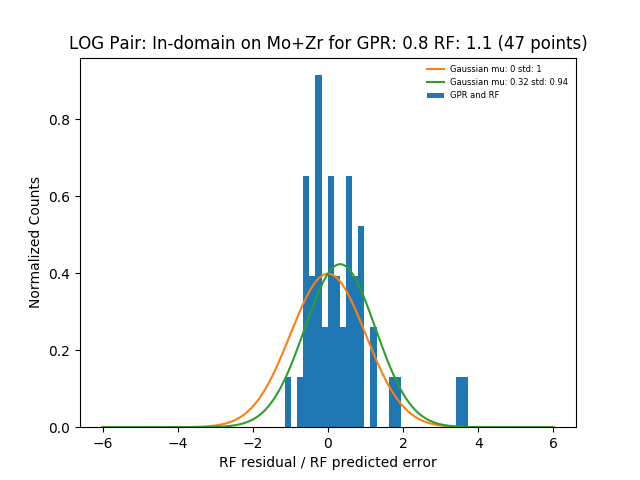 LOG Pair: In-domain on Mo+Zr for GPR: 0.8 RF: 1.1 (47 points)
Gaussian mu: 0 std: 1
Gaussian mu: 0.32 std: 0.94
GPR and RF
Normalized Counts
0.8
0.6
0.4
0.2
0.0
−6 −4 −2 0 2 4 6
RF residual / RF predicted error